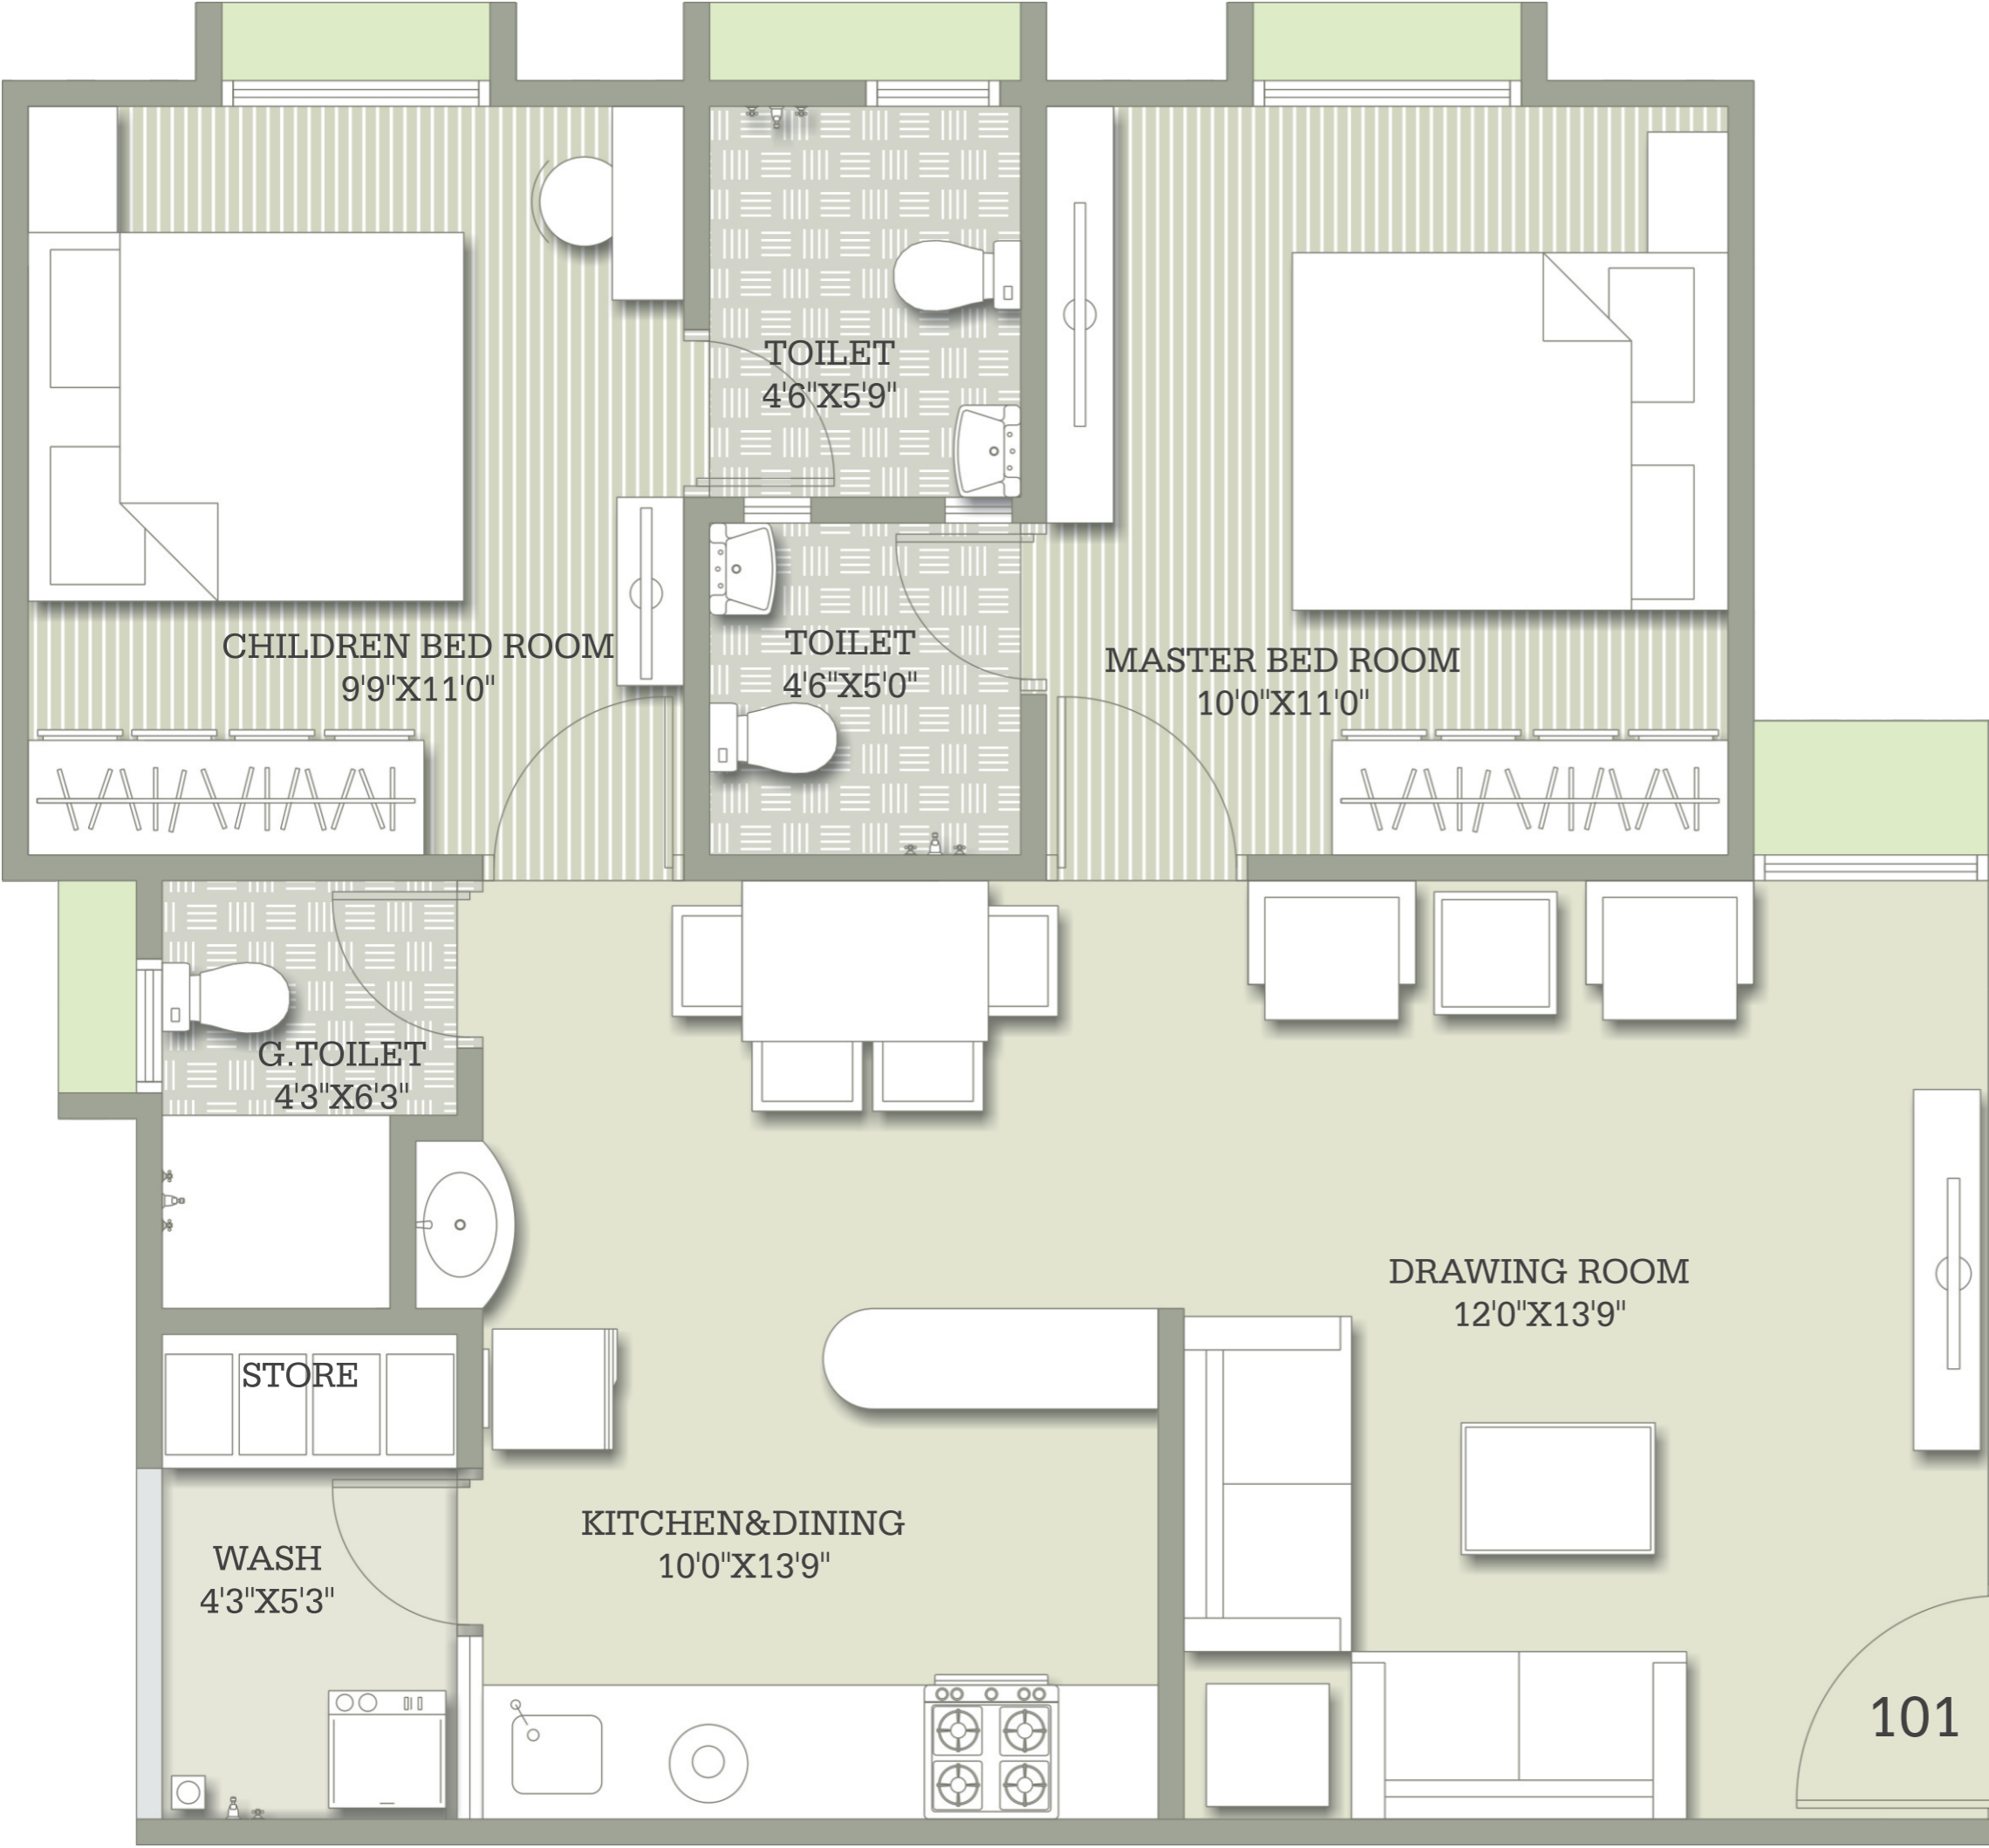 TOILET
4'6"X5'9"
CHILDREN BED ROOM
9'9"X11'0"
TOILET
4'6"X5'0"
MASTER BED ROOM
10'0"X11'0"
G.TOILET
4'3"X6'3"
DRAWING ROOM
12'0"X13'9"
STORE
KITCHEN&DINING
10'0"X13'9"
WASH
4'3"X5'3"
101